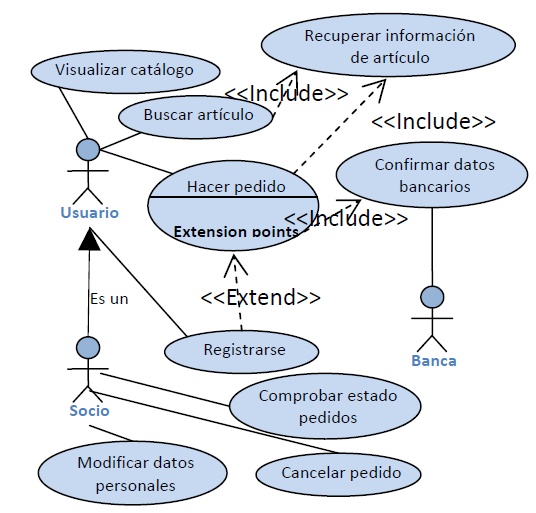 Recuperar información
de artículo
Visualizar catálogo
<<Include>>
Buscar artículo
<<Include>>
Confirmar datos
bancarios
Hacer pedido
Usuario
<<Include>>
Extension points
Es un
<<Extend>>
Registrarse
Banca
Comprobar estado
pedidos
Socio
Modificar datos
personales
Cancelar pedido